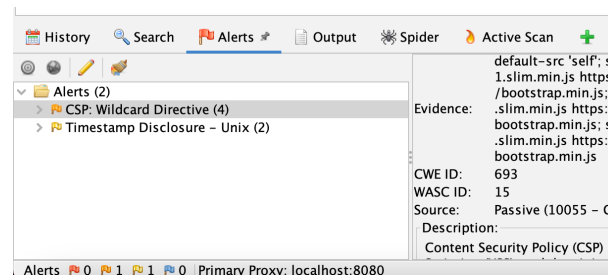 History Search Alerts Output Spider Active Scan
Alerts (2)
CSP: Wildcard Directive (4)
Timestamp Disclosure – Unix (2)
default-src 'self'; s
1.slim.min.js https
/bootstrap.min.js;
Evidence: .slim.min.js https:
bootstrap.min.js; s
.slim.min.js https:
bootstrap.min.js
CWE ID: 693
WASC ID: 15
Source: Passive (10055 – C
Description:
Content Security Policy (CSP)
Alerts 0 1 1 0 Primary Proxy: localhost:8080